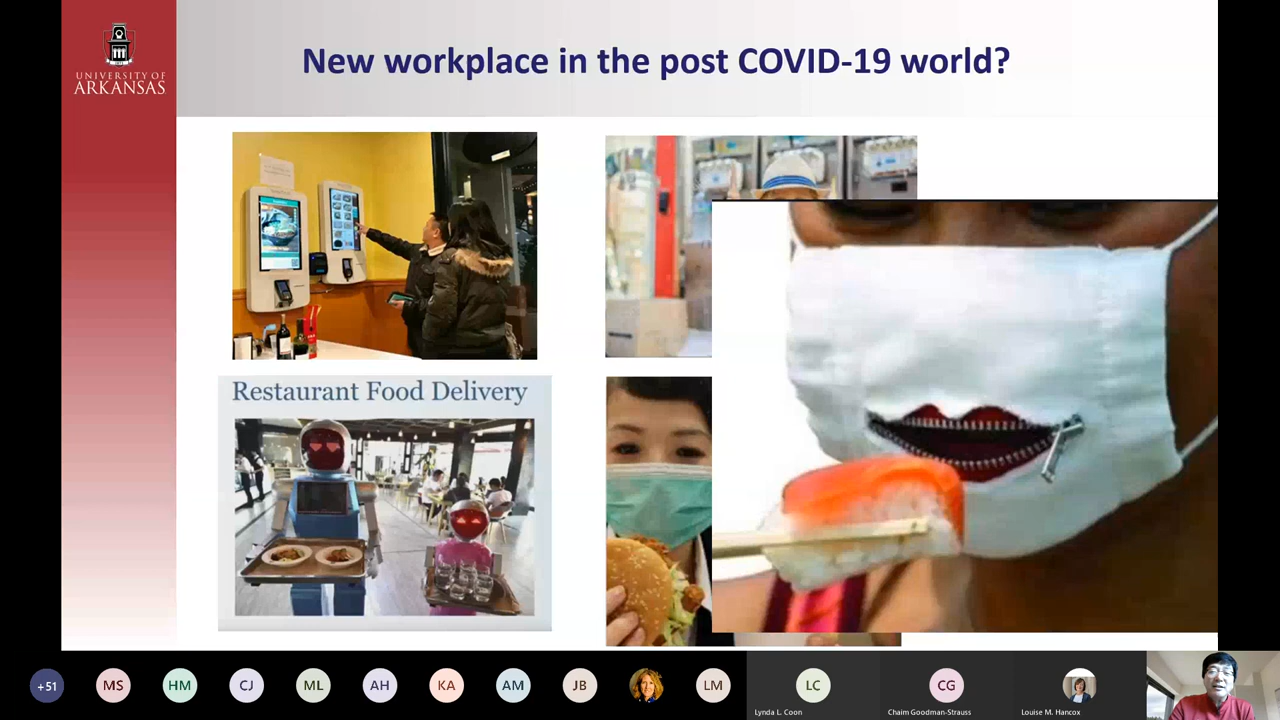 UNIVERSITY OF
ARKANSAS
New workplace in the post COVID-19 world?
Restaurant Food Delivery
+51
MS
HM
CJ
ML
AH
KA
AM
JB
LM
LC
Lynda L. Coon
CG
Chaim Goodman-Strauss
Louise M. Hancox